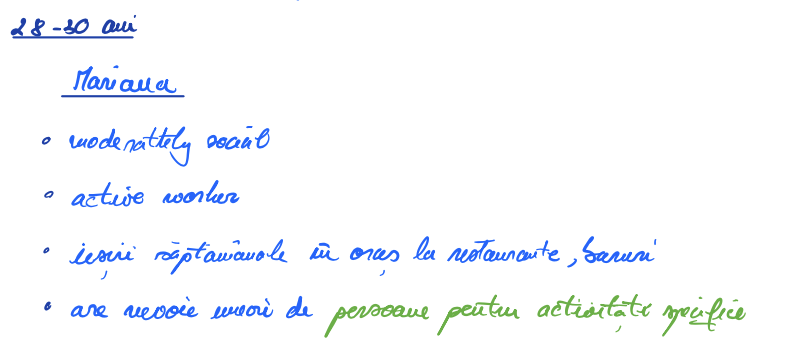 28-30 ani
Mariana
moderattely social
active worker
ieșiri săptămânale în oraș la restaurante, baruri
are nevoie uneori de persoane pentru activități specifice